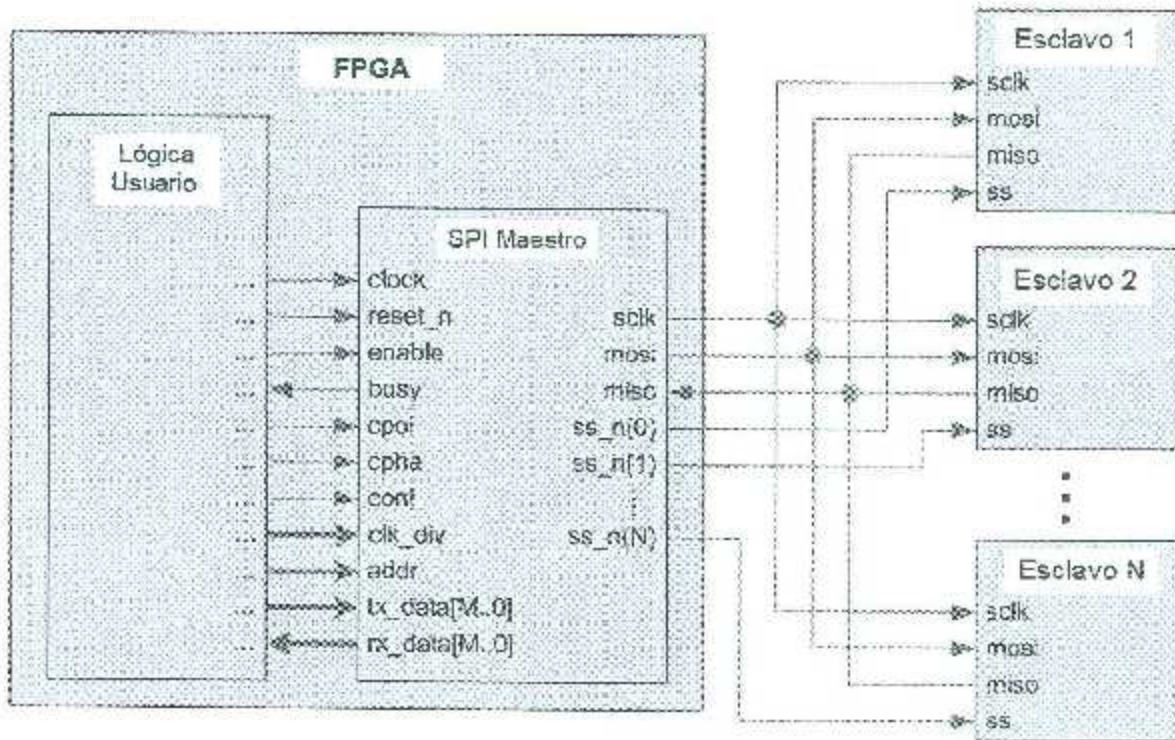 FPGA
Lógica
Usuario
...
...
...
...
...
...
...
...
...
...
...
SPI Maestro
clock
reset_n
enable
busy
cpol
cpha
cont
clk_div
addr
tx_data[M..0]
rx_data[M..0]
sclk
mosi
miso
ss_n(0)
ss_n(1)
ss_n(N)
Esclavo 1
sclk
mosi
miso
ss
Esclavo 2
sclk
mosi
miso
ss
Esclavo N
sclk
mosi
miso
ss